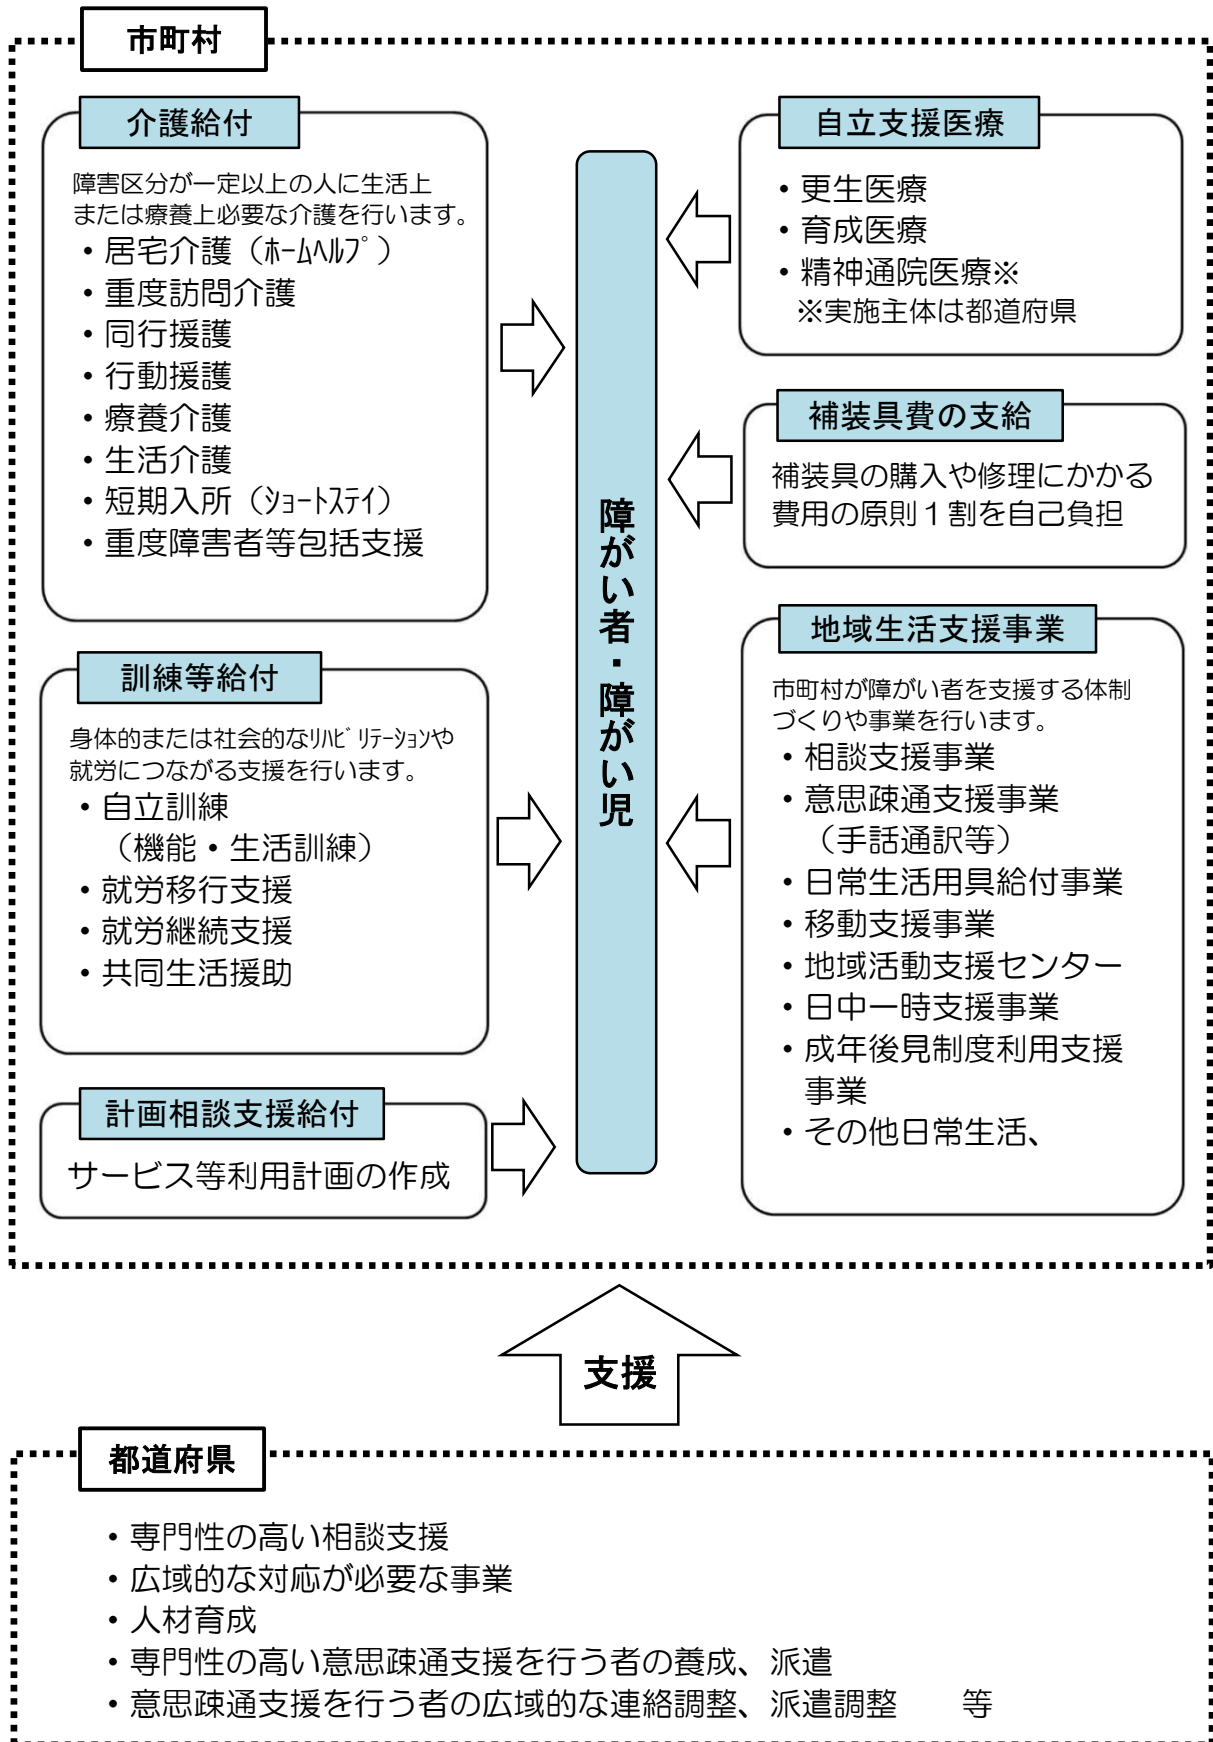 市町村
介護給付
障害区分が一定以上の人に生活上
または療養上必要な介護を行います。
・居宅介護（ﾎｰﾑﾍﾙﾌﾟ）
・重度訪問介護
・同行援護
・行動援護
・療養介護
・生活介護
・短期入所（ｼｮｰﾄｽﾃｲ）
・重度障害者等包括支援
訓練等給付
身体的または社会的なﾘﾊﾋﾞﾘﾃｰｼｮﾝや
就労につながる支援を行います。
・自立訓練
（機能・生活訓練）
・就労移行支援
・就労継続支援
・共同生活援助
計画相談支援給付
サービス等利用計画の作成
障がい者・障がい児
自立支援医療
・更生医療
・育成医療
・精神通院医療※
※実施主体は都道府県
補装具費の支給
補装具の購入や修理にかかる
費用の原則１割を自己負担
地域生活支援事業
市町村が障がい者を支援する体制
づくりや事業を行います。
・相談支援事業
・意思疎通支援事業
（手話通訳等）
・日常生活用具給付事業
・移動支援事業
・地域活動支援センター
・日中一時支援事業
・成年後見制度利用支援
事業
・その他日常生活、
支援
都道府県
・専門性の高い相談支援
・広域的な対応が必要な事業
・人材育成
・専門性の高い意思疎通支援を行う者の養成、派遣
・意思疎通支援を行う者の広域的な連絡調整、派遣調整　　等